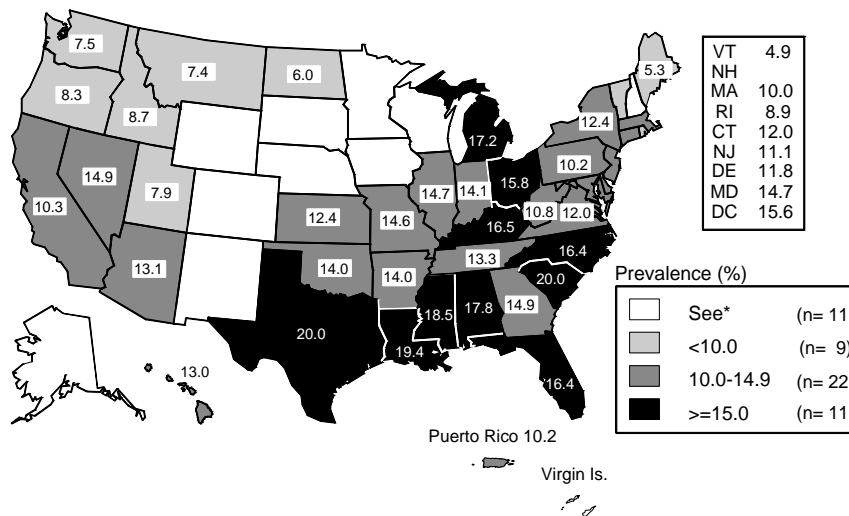 7.5
7.4
6.0
5.3
8.3
8.7
12.4
17.2
14.9
7.9
10.2
10.3
14.7
14.1
15.8
12.4
14.6
10.8
12.0
16.5
13.1
14.0
14.0
13.3
16.4
20.0
20.0
18.5
17.8
14.9
19.4
16.4
13.0
Puerto Rico 10.2
Virgin Is.
VT 4.9
NH
MA 10.0
RI 8.9
CT 12.0
NJ 11.1
DE 11.8
MD 14.7
DC 15.6
Prevalence (%)
See* (n= 11
<10.0 (n= 9)
10.0-14.9 (n= 22
>=15.0 (n= 11